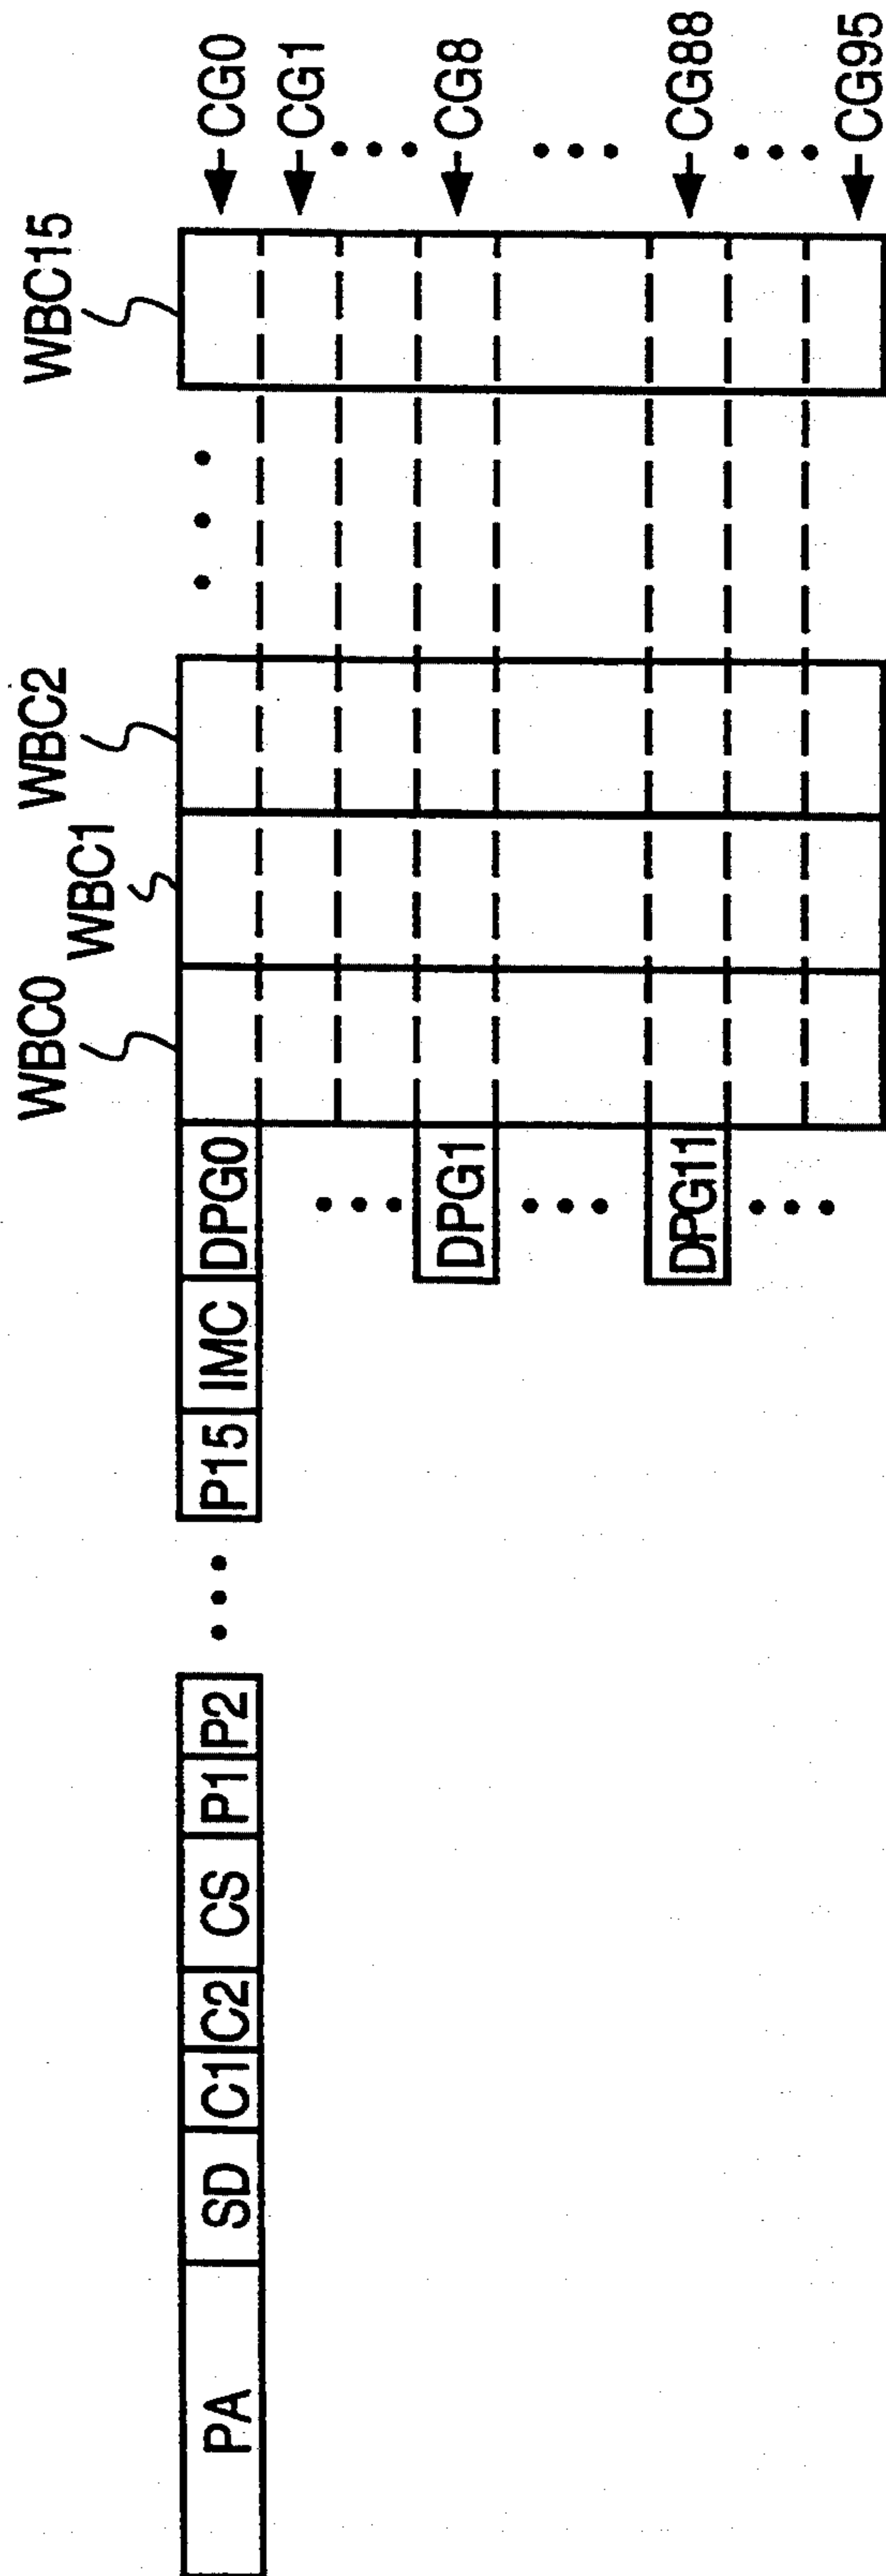 WBC0 WBC1 WBC2 WBC15
PA SD C1 C2 CS P1 P2 P15 IMC DPG0 CG0
CG1
DPG1 CG8
DPG11 CG88
CG95